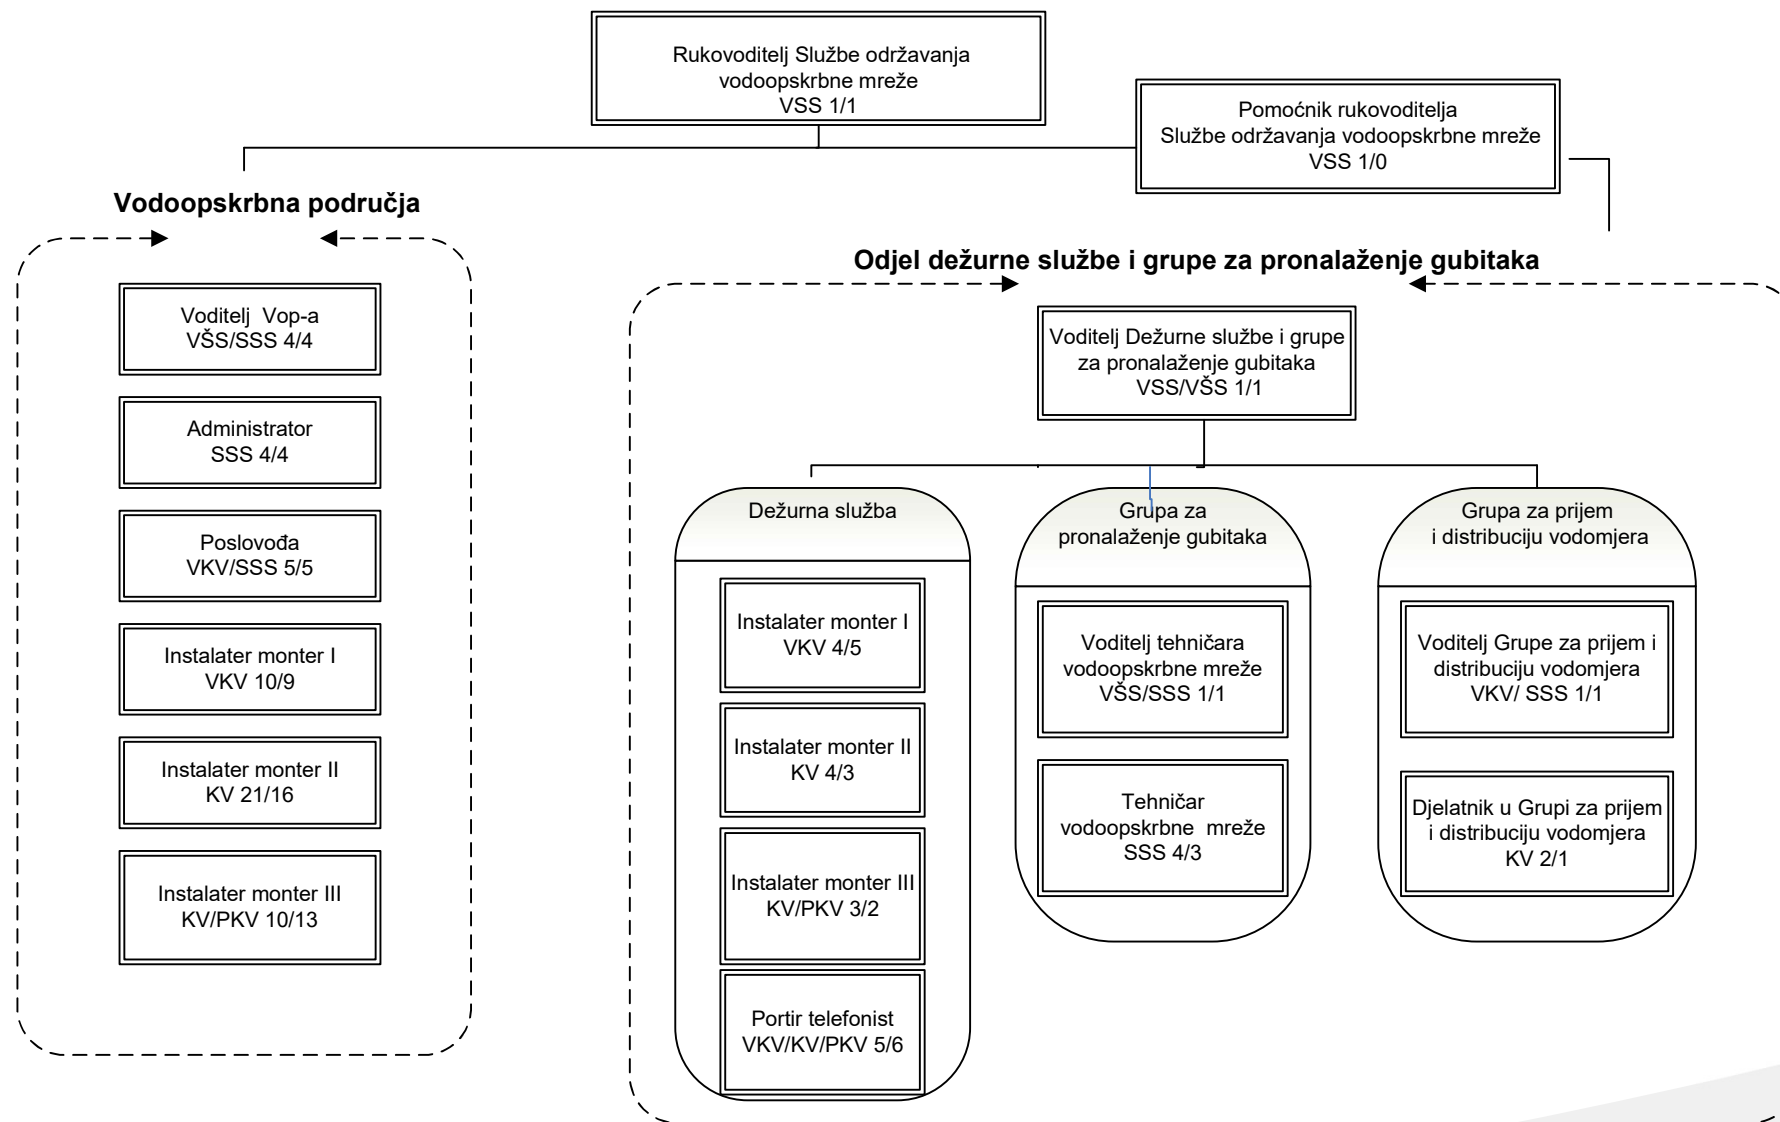 Rukovoditelj Službe održavanja
vodoopskrbne mreže
VSS 1/1
Pomoćnik rukovoditelja
Službe održavanja vodoopskrbne mreže
VSS 1/0
Vodoopskrbna područja
Voditelj Vop-a
VŠS/SSS 4/4
Administrator
SSS 4/4
Poslovođa
VKV/SSS 5/5
Instalater monter I
VKV 10/9
Instalater monter II
KV 21/16
Instalater monter III
KV/PKV 10/13
Odjel dežurne službe i grupe za pronalaženje gubitaka
Voditelj Dežurne službe i grupe
za pronalaženje gubitaka
VSS/VŠS 1/1
Dežurna služba
Instalater monter I
VKV 4/5
Instalater monter II
KV 4/3
Instalater monter III
KV/PKV 3/2
Portir telefonist
VKV/KV/PKV 5/6
Grupa za
pronalaženje gubitaka
Voditelj tehničara
vodoopskrbne mreže
VŠS/SSS 1/1
Tehničar
vodoopskrbne mreže
SSS 4/3
Grupa za prijem
i distribuciju vodomjera
Voditelj Grupe za prijem i
distribuciju vodomjera
VKV/ SSS 1/1
Djelatnik u Grupi za prijem
i distribuciju vodomjera
KV 2/1